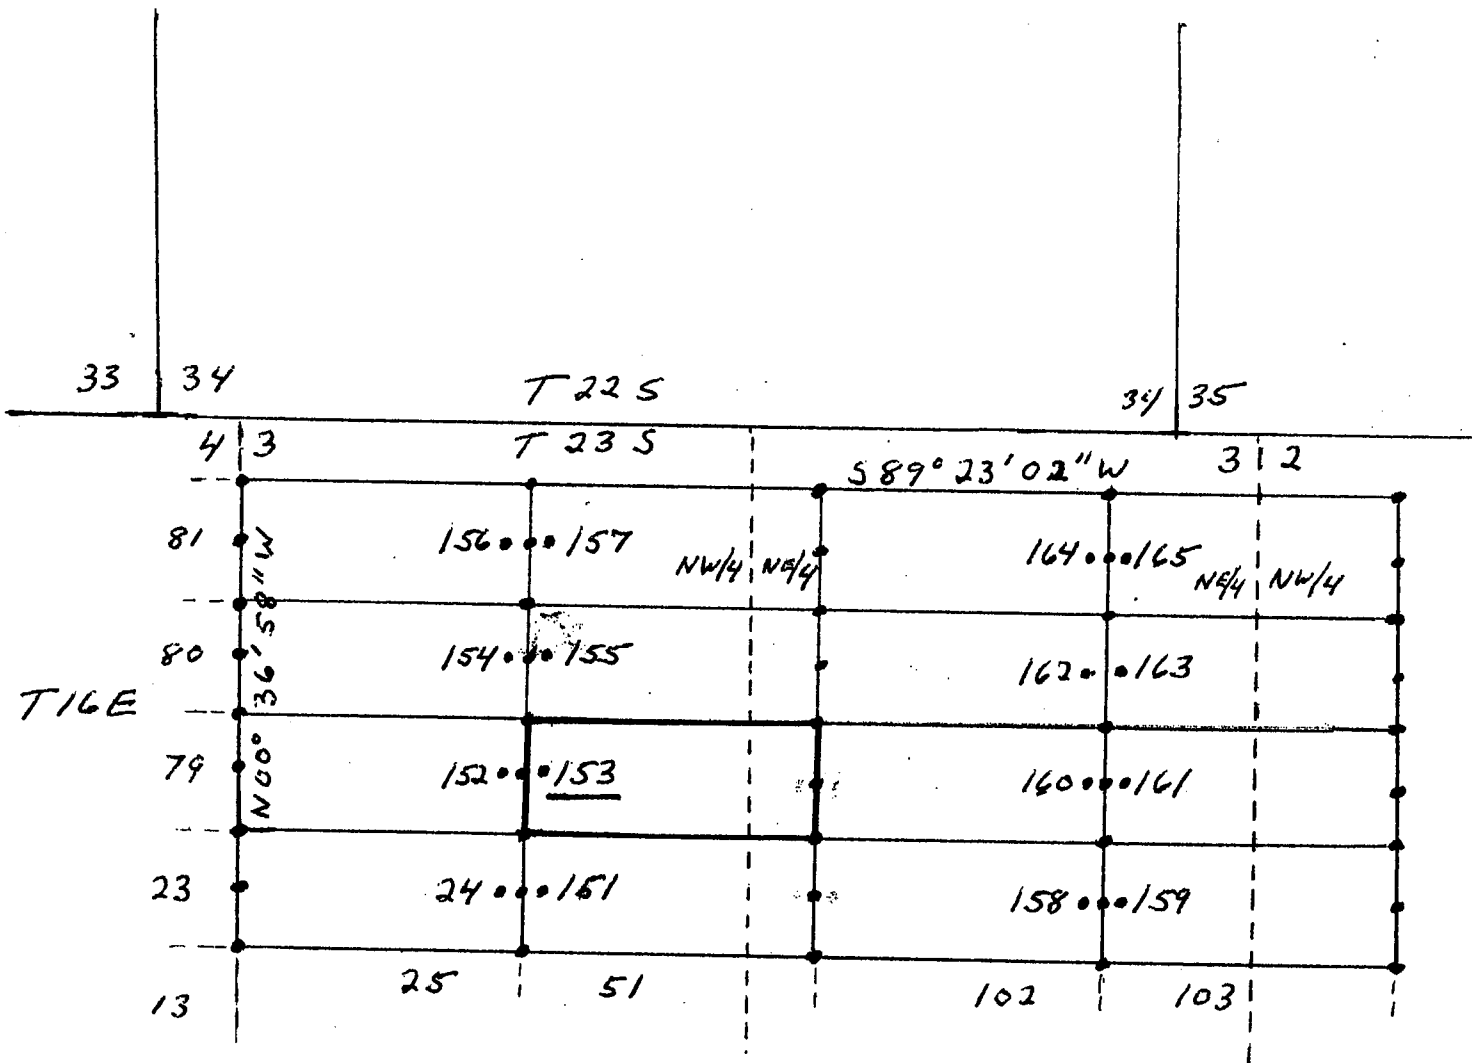 33 34 T 22 S 34 35
4 3 T 23 S 3 2
S 89° 23' 02" W
81 156 157 NW/4 NE/4 164 165 NE/4 NW/4
N 00° 36' 58" W
80 154 155 162 163
T16E
79 152 153 160 161
23 24 151 158 159
25 51 102 103
13